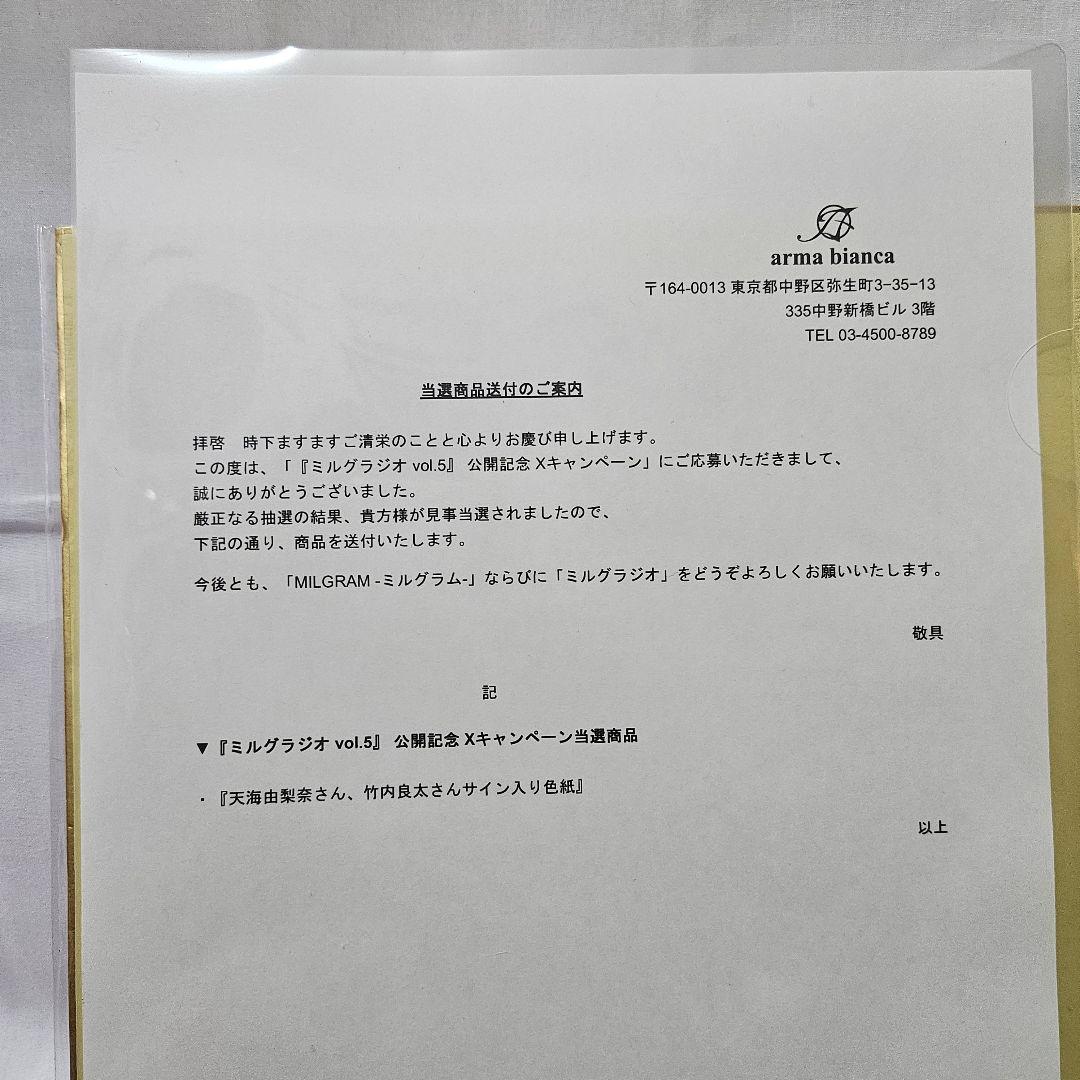 arma bianca
〒164-0013 東京都中野区弥生町3-35-13
335中野新橋ビル 3階
TEL 03-4500-8789
当選商品送付のご案内
拝啓　時下ますますご清栄のことと心よりお慶び申し上げます。
この度は、「『ミルグラジオ vol.5』 公開記念 Xキャンペーン」にご応募いただきまして、
誠にありがとうございました。
厳正なる抽選の結果、貴方様が見事当選されましたので、
下記の通り、商品を送付いたします。
今後とも、「MILGRAM -ミルグラム-」ならびに「ミルグラジオ」をどうぞよろしくお願いいたします。
敬具
記
▼『ミルグラジオ vol.5』 公開記念 Xキャンペーン当選商品
・『天海由梨奈さん、竹内良太さんサイン入り色紙』
以上